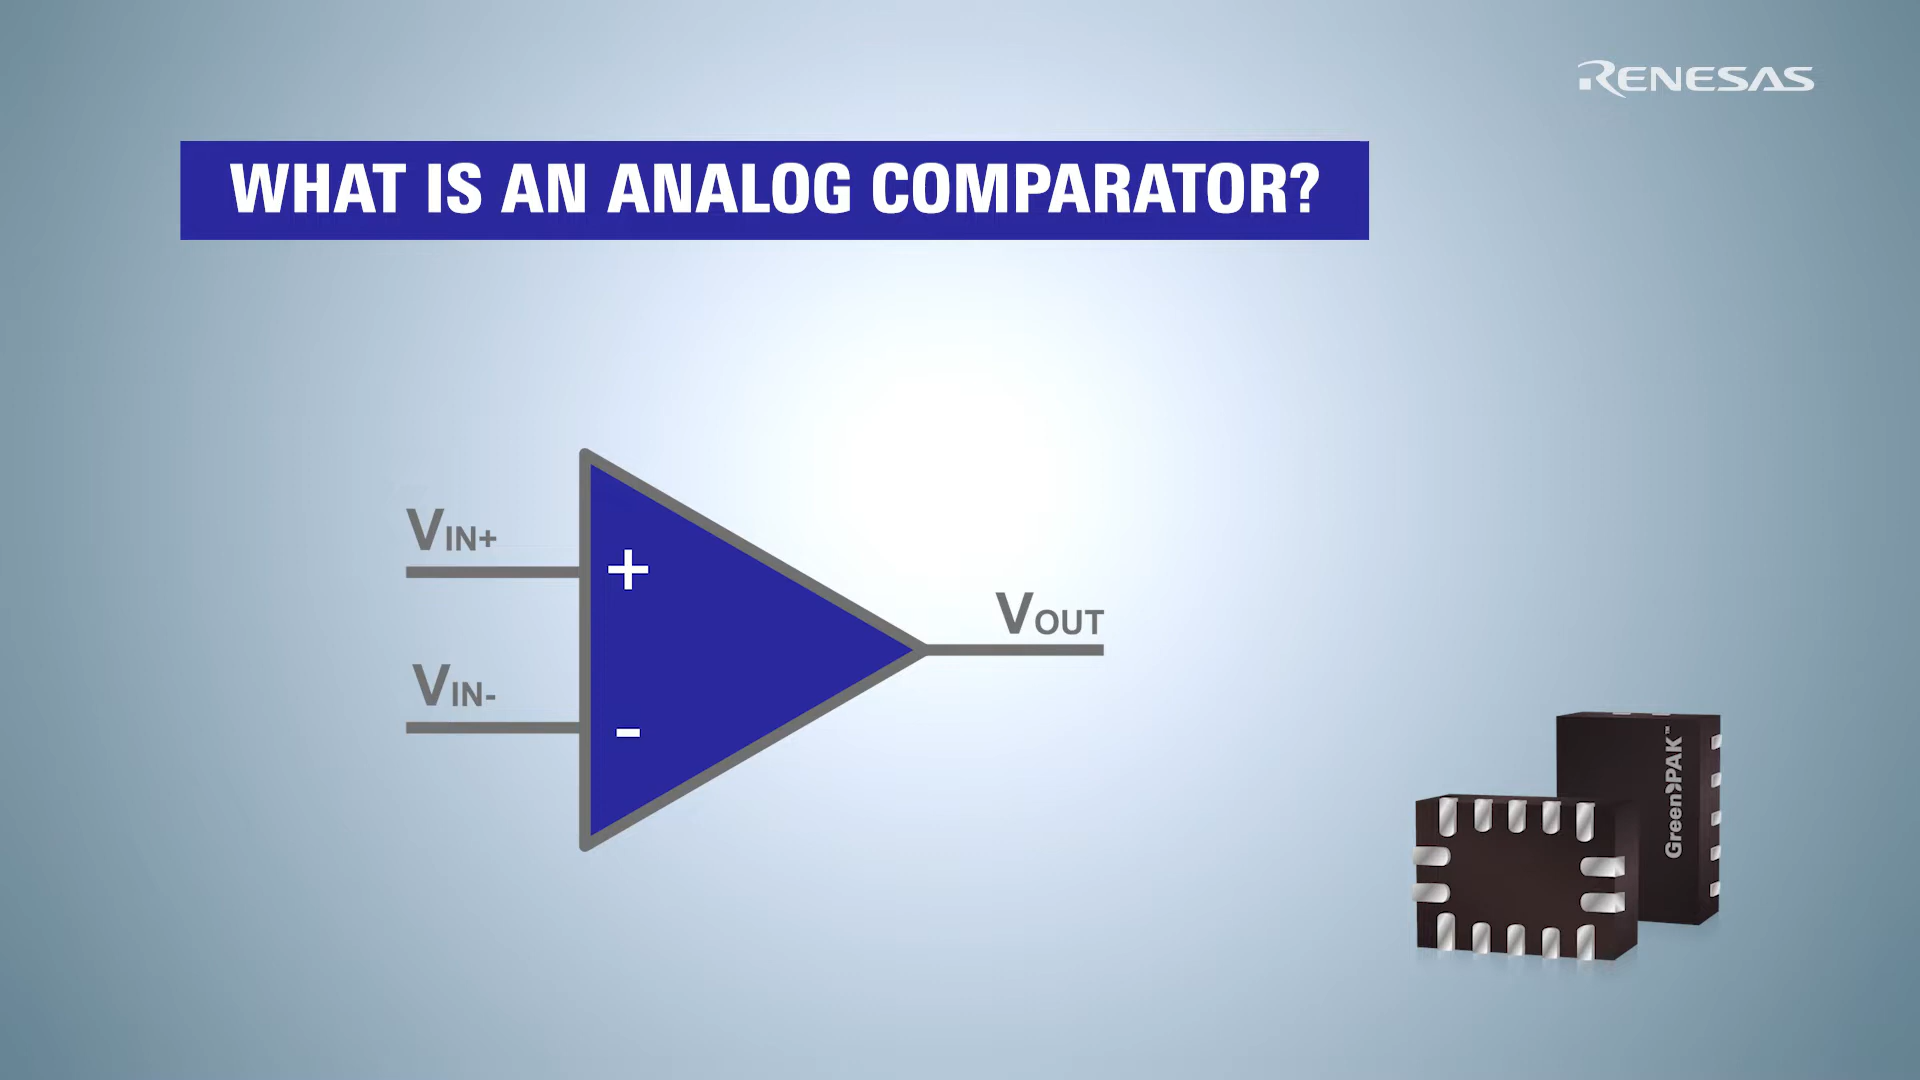 RENESAS
WHAT IS AN ANALOG COMPARATOR?
VIN+
+
VOUT
VIN-
-
GreenPAK™